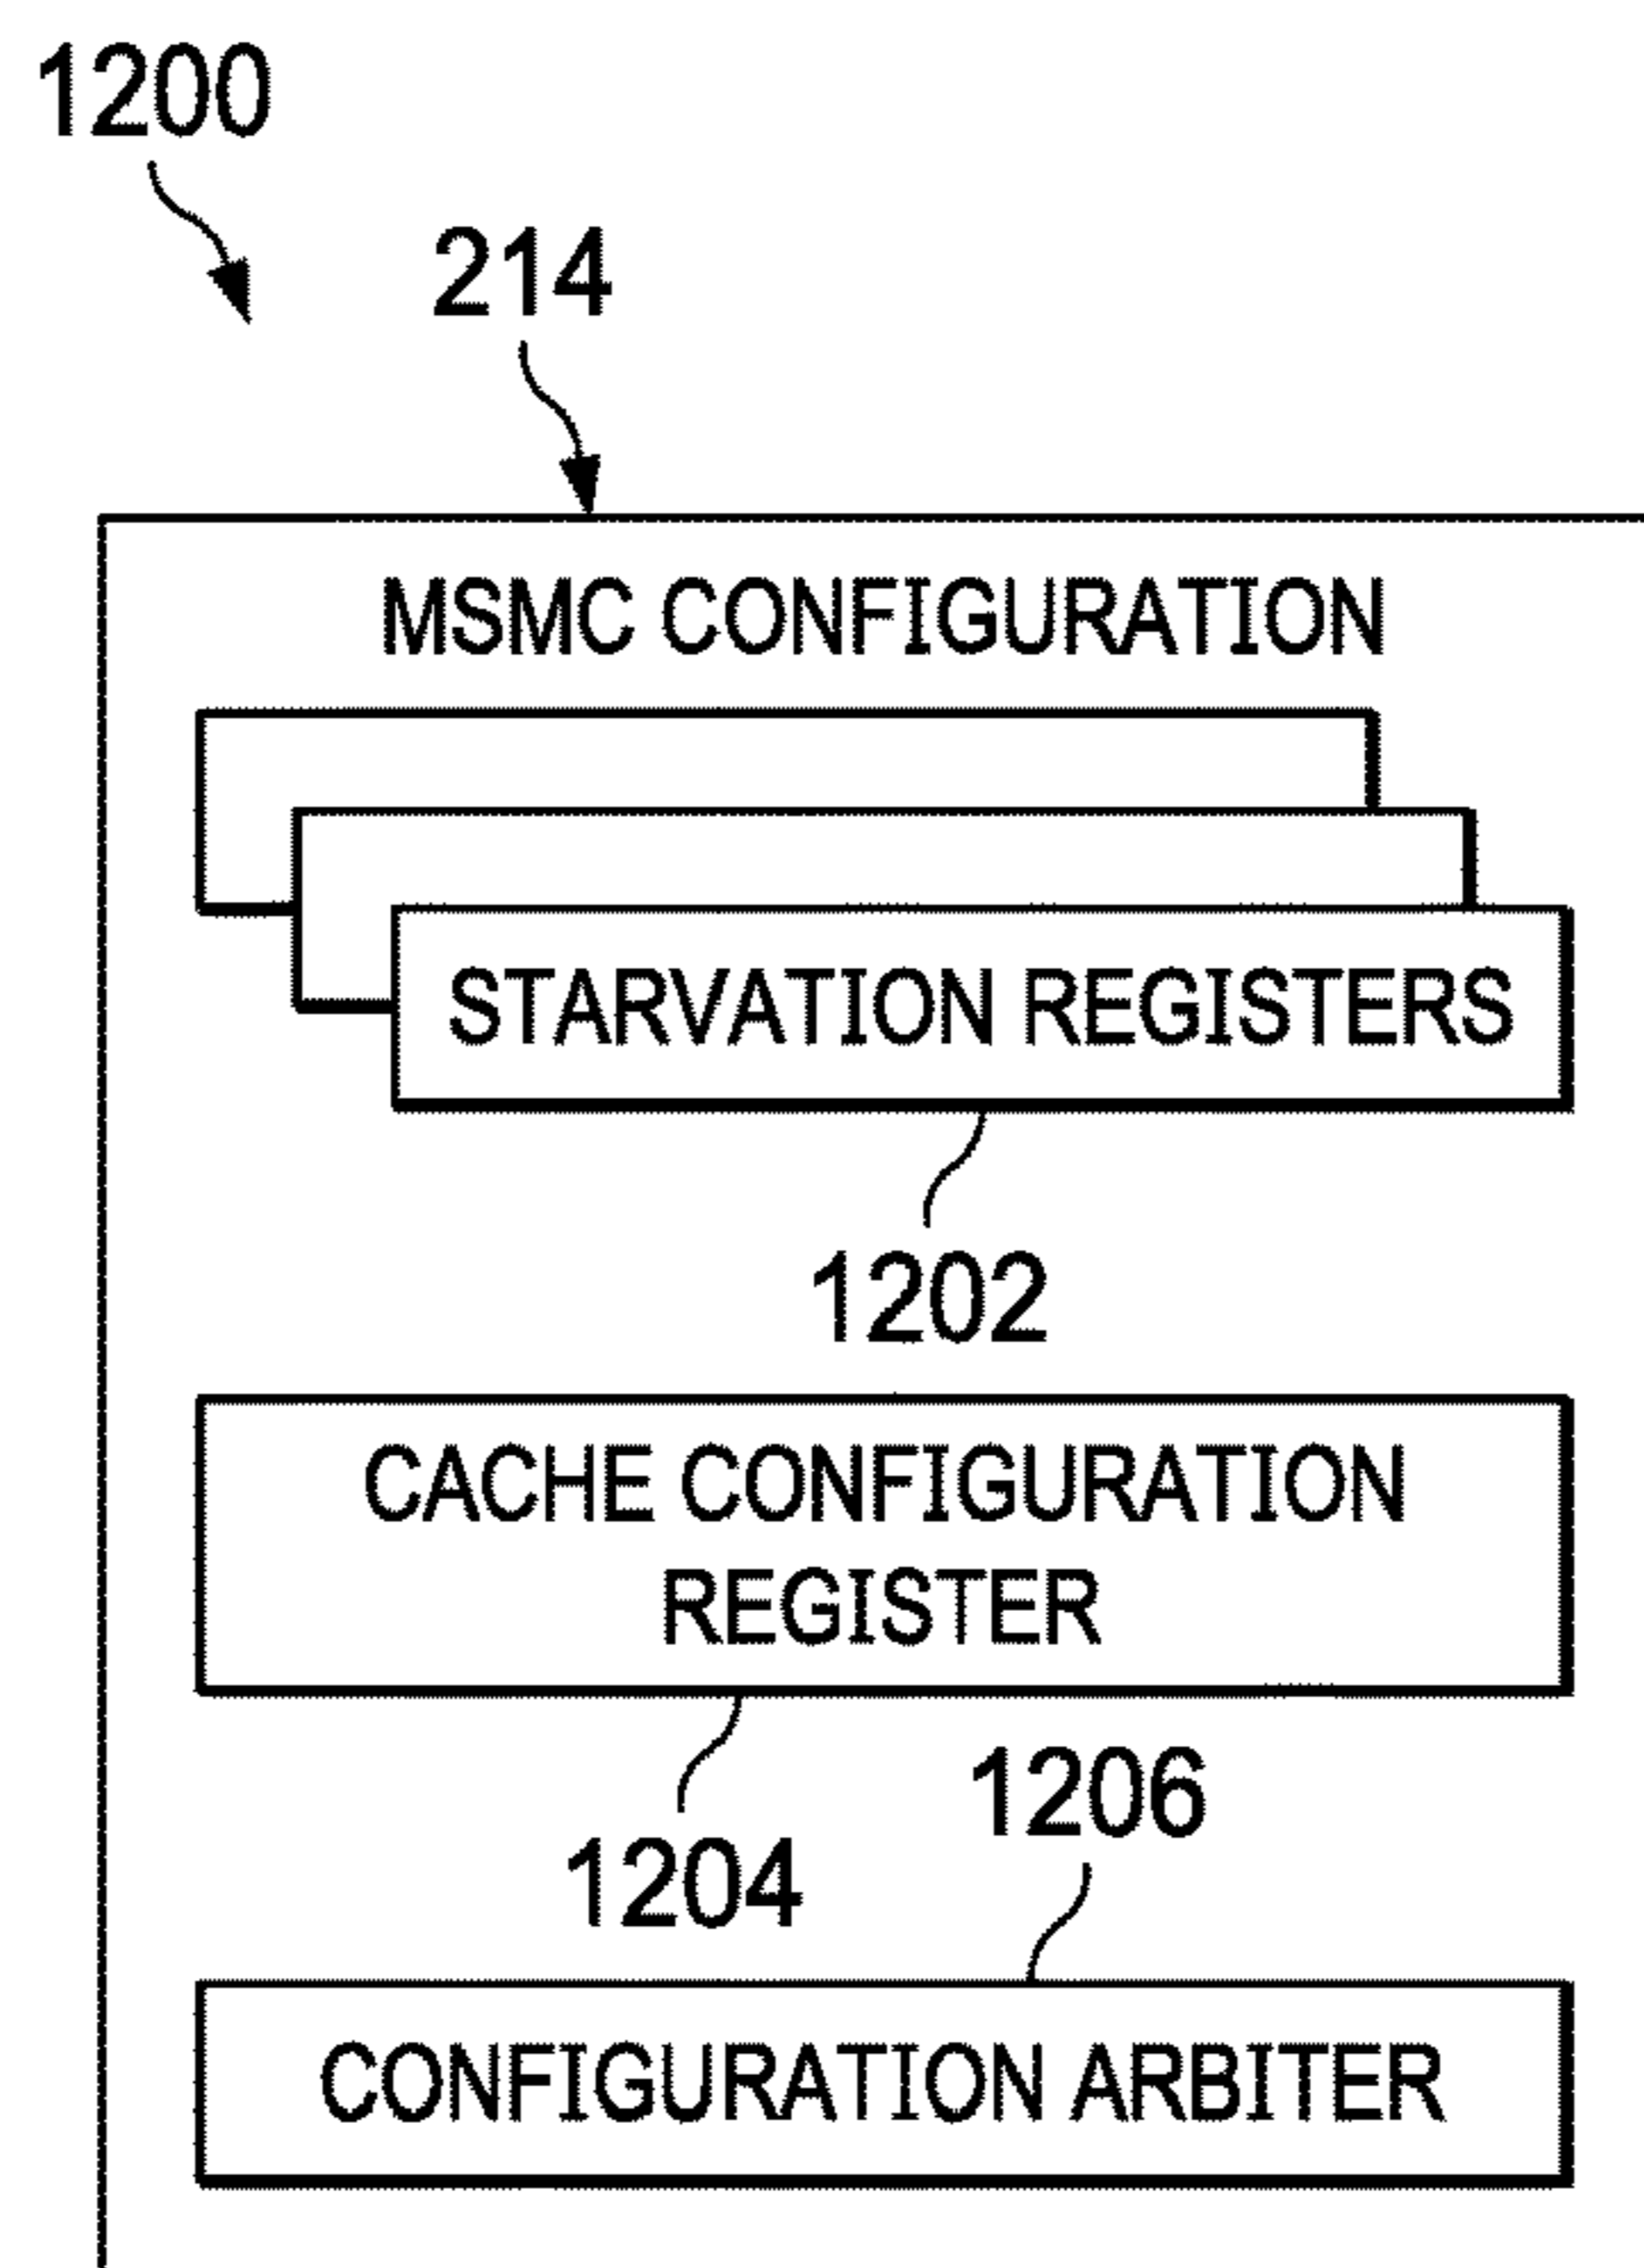 1200
214
MSMC CONFIGURATION
STARVATION REGISTERS
1202
CACHE CONFIGURATION
REGISTER
1204
1206
CONFIGURATION ARBITER